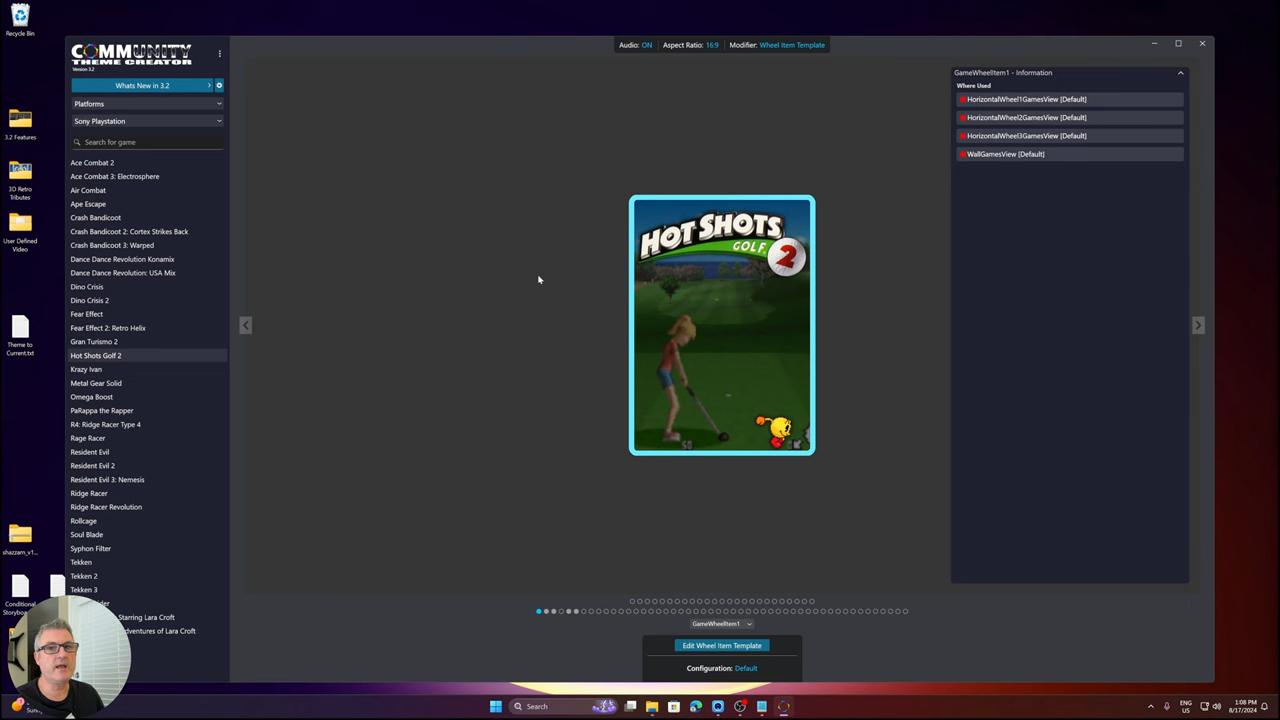 Recycle Bin
3.2 Features
3D Retro
Tributes
User Defined
Video
Theme to
Current.txt
shazzam_v1...
Conditional
Storyboa
COMMUNITY
THEME CREATOR
Version 3.2
Whats New in 3.2
Platforms
Sony Playstation
Search for game
Ace Combat 2
Ace Combat 3: Electrosphere
Air Combat
Ape Escape
Crash Bandicoot
Crash Bandicoot 2: Cortex Strikes Back
Crash Bandicoot 3: Warped
Dance Dance Revolution Konamix
Dance Dance Revolution: USA Mix
Dino Crisis
Dino Crisis 2
Fear Effect
Fear Effect 2: Retro Helix
Gran Turismo 2
Hot Shots Golf 2
Krazy Ivan
Metal Gear Solid
Omega Boost
PaRappa the Rapper
R4: Ridge Racer Type 4
Rage Racer
Resident Evil
Resident Evil 2
Resident Evil 3: Nemesis
Ridge Racer
Ridge Racer Revolution
Rollcage
Soul Blade
Syphon Filter
Tekken
Tekken 2
Tekken 3
Starring Lara Croft
dventures of Lara Croft
Audio: ON Aspect Ratio: 16:9 Modifier: Wheel Item Template
HOT SHOTS
GOLF 2
GameWheelItem1 - Information
Where Used
HorizontalWheel1GamesView [Default]
HorizontalWheel2GamesView [Default]
HorizontalWheel3GamesView [Default]
WallGamesView [Default]
GameWheelItem1
Edit Wheel Item Template
Configuration: Default
Sunny
Search
ENG
US
1:08 PM
8/17/2024